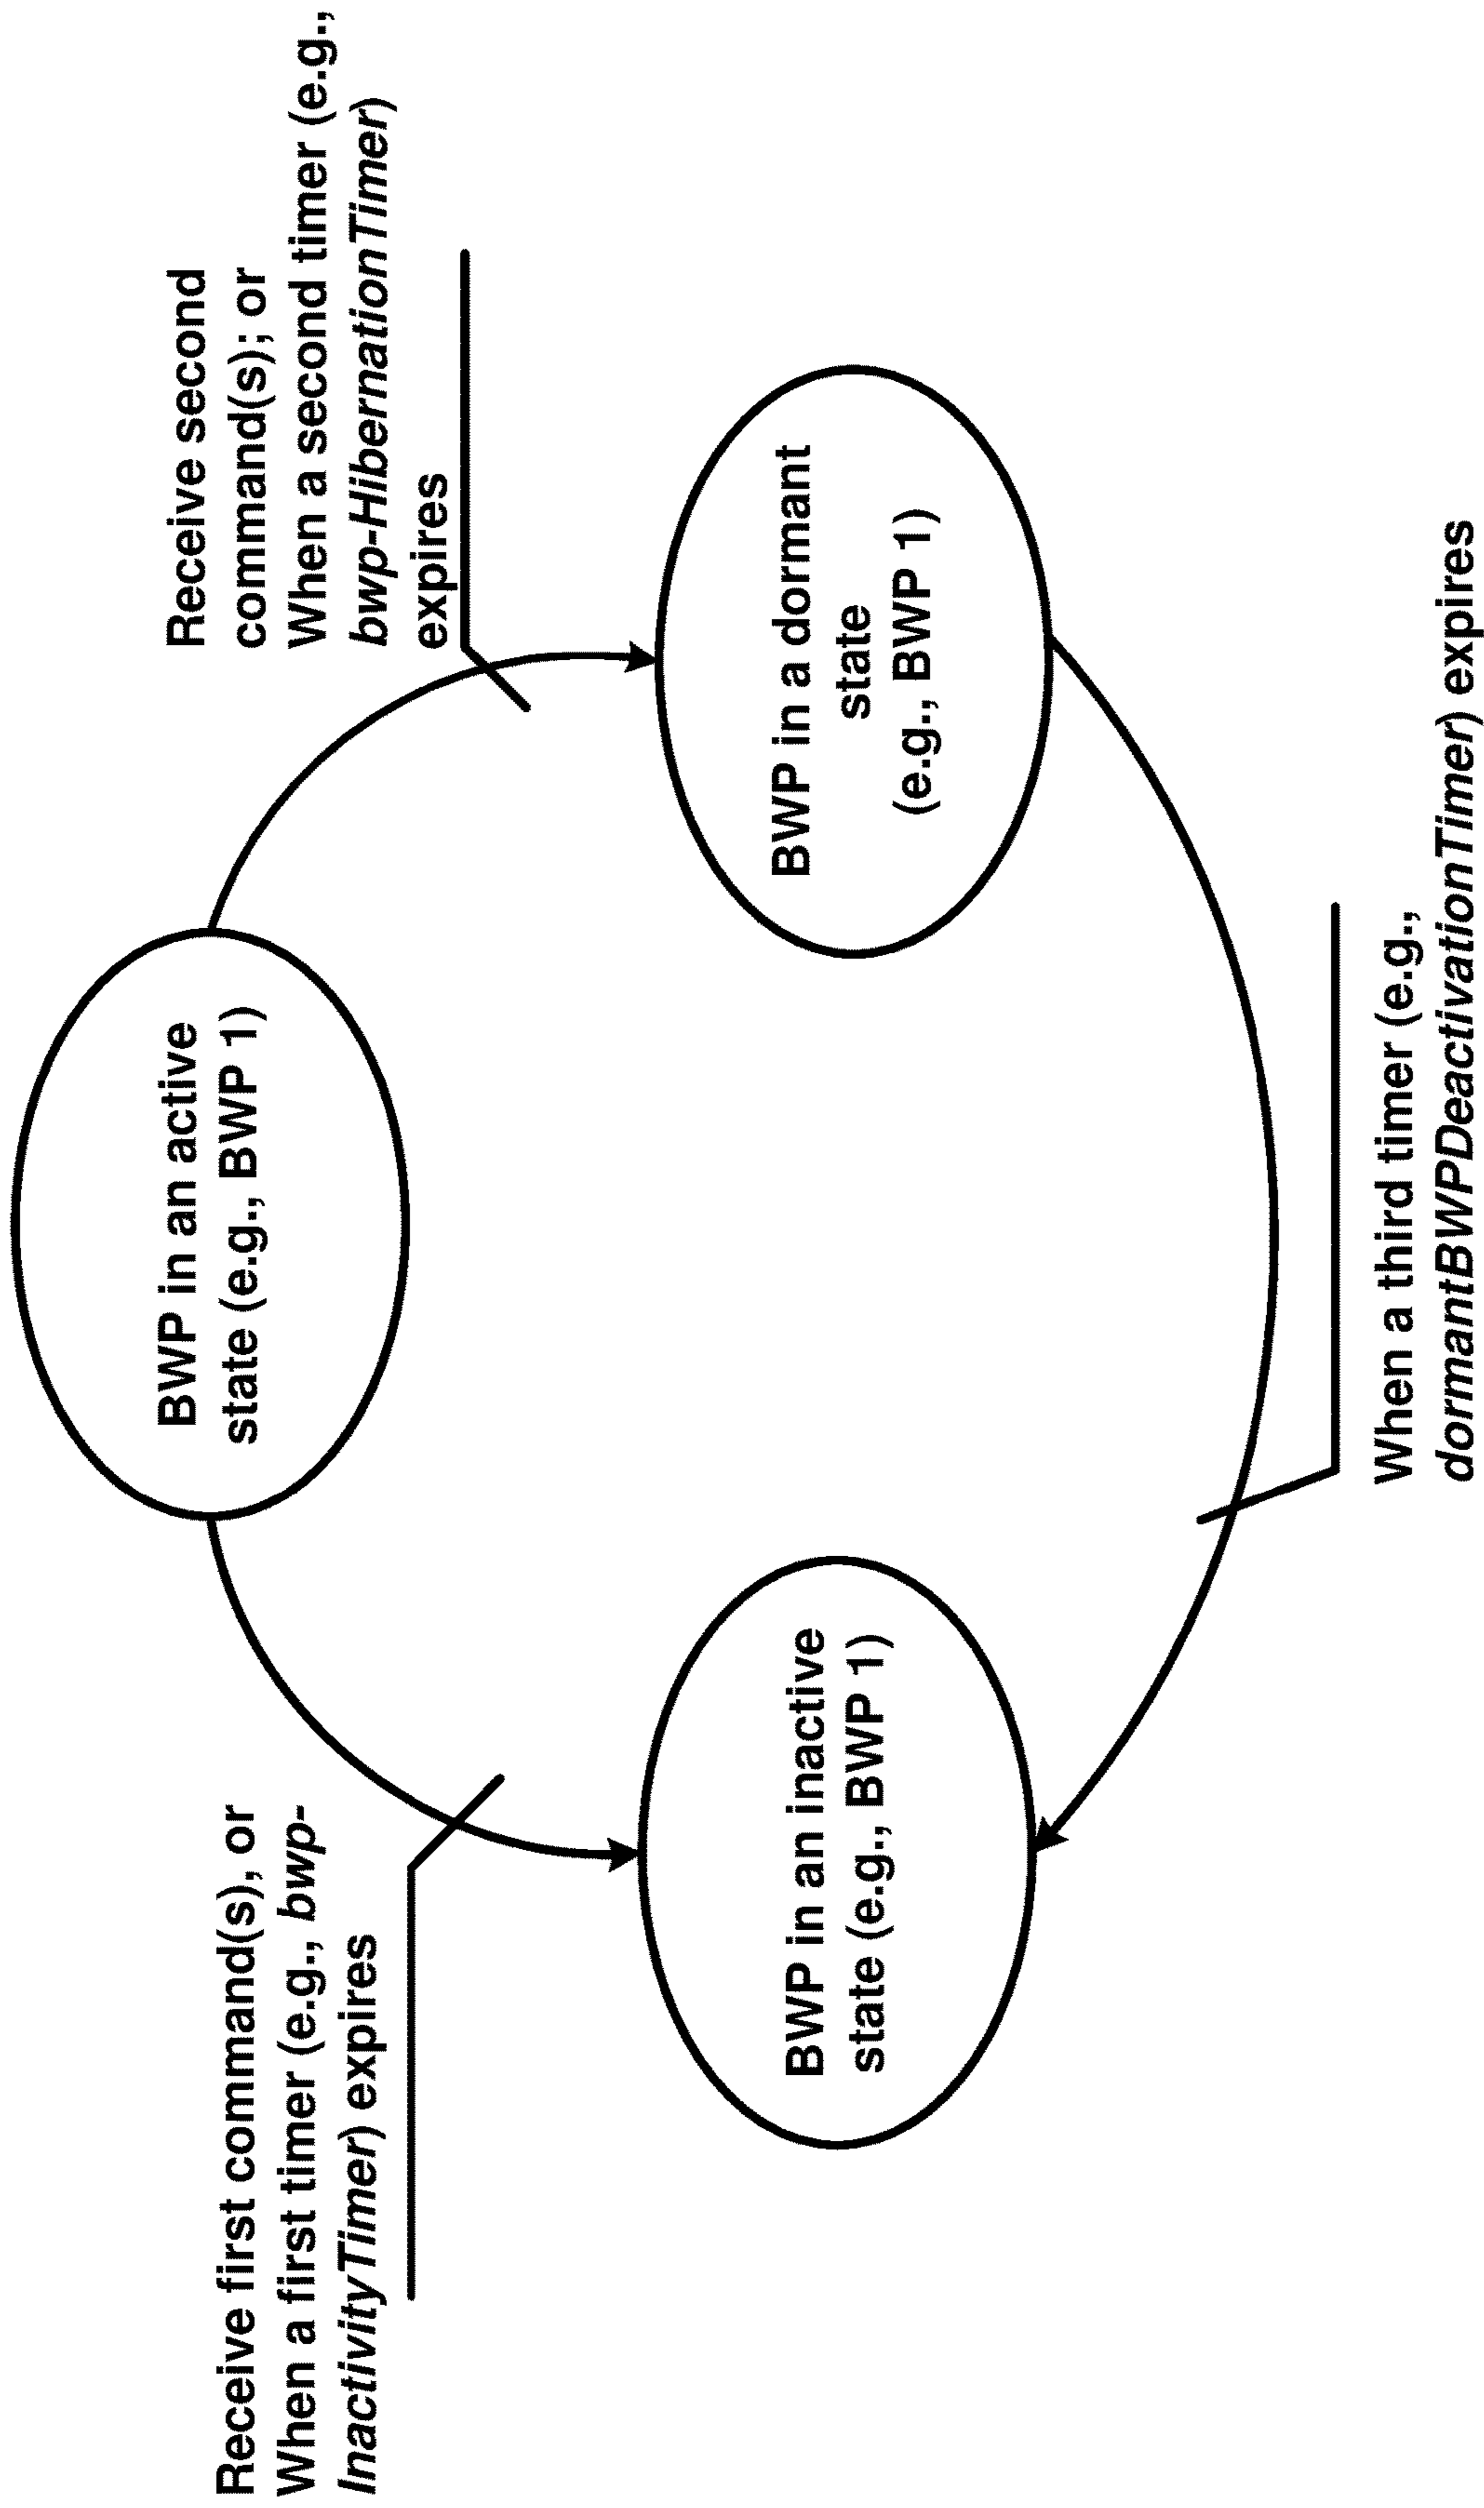 Receive first command(s), or
When a first timer (e.g., bwp-
InactivityTimer) expires
BWP in an active
state (e.g., BWP 1)
Receive second
command(s); or
When a second timer (e.g.,
bwp-HibernationTimer)
expires
BWP in an inactive
state (e.g., BWP 1)
BWP in a dormant
state
(e.g., BWP 1)
When a third timer (e.g.,
dormantBWPDeactivationTimer) expires